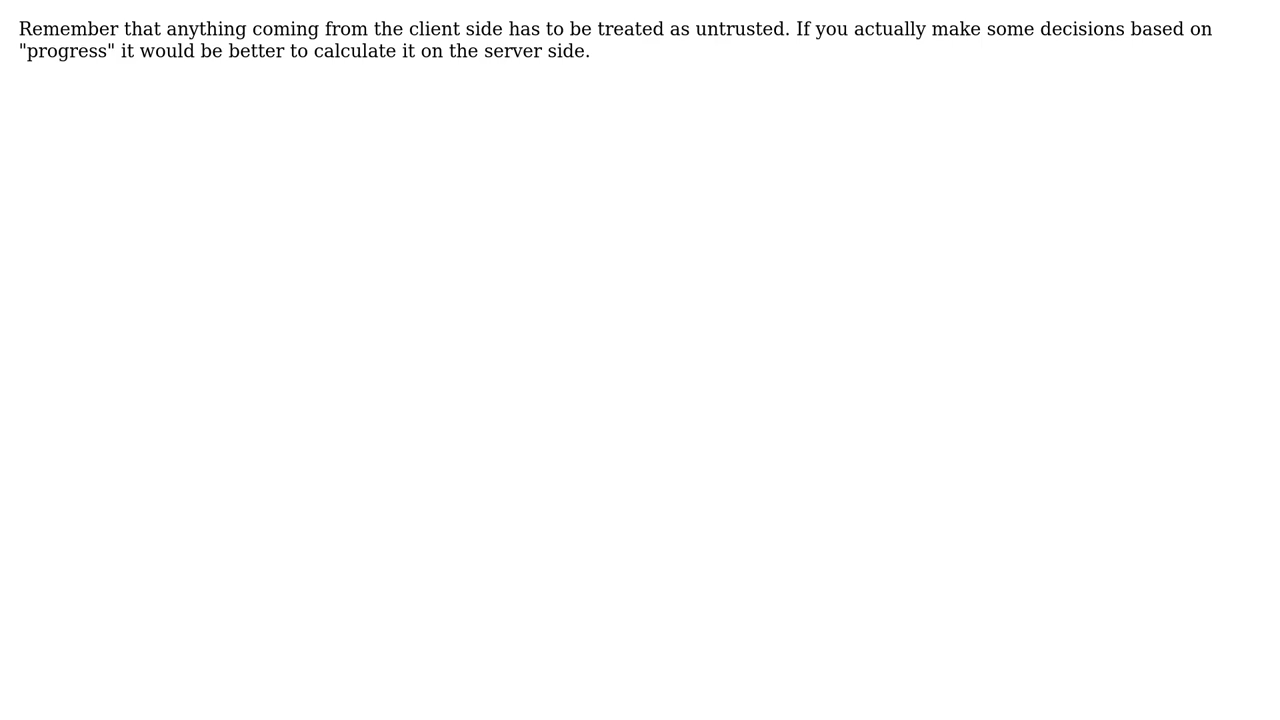 Remember that anything coming from the client side has to be treated as untrusted. If you actually make some decisions based on
"progress" it would be better to calculate it on the server side.